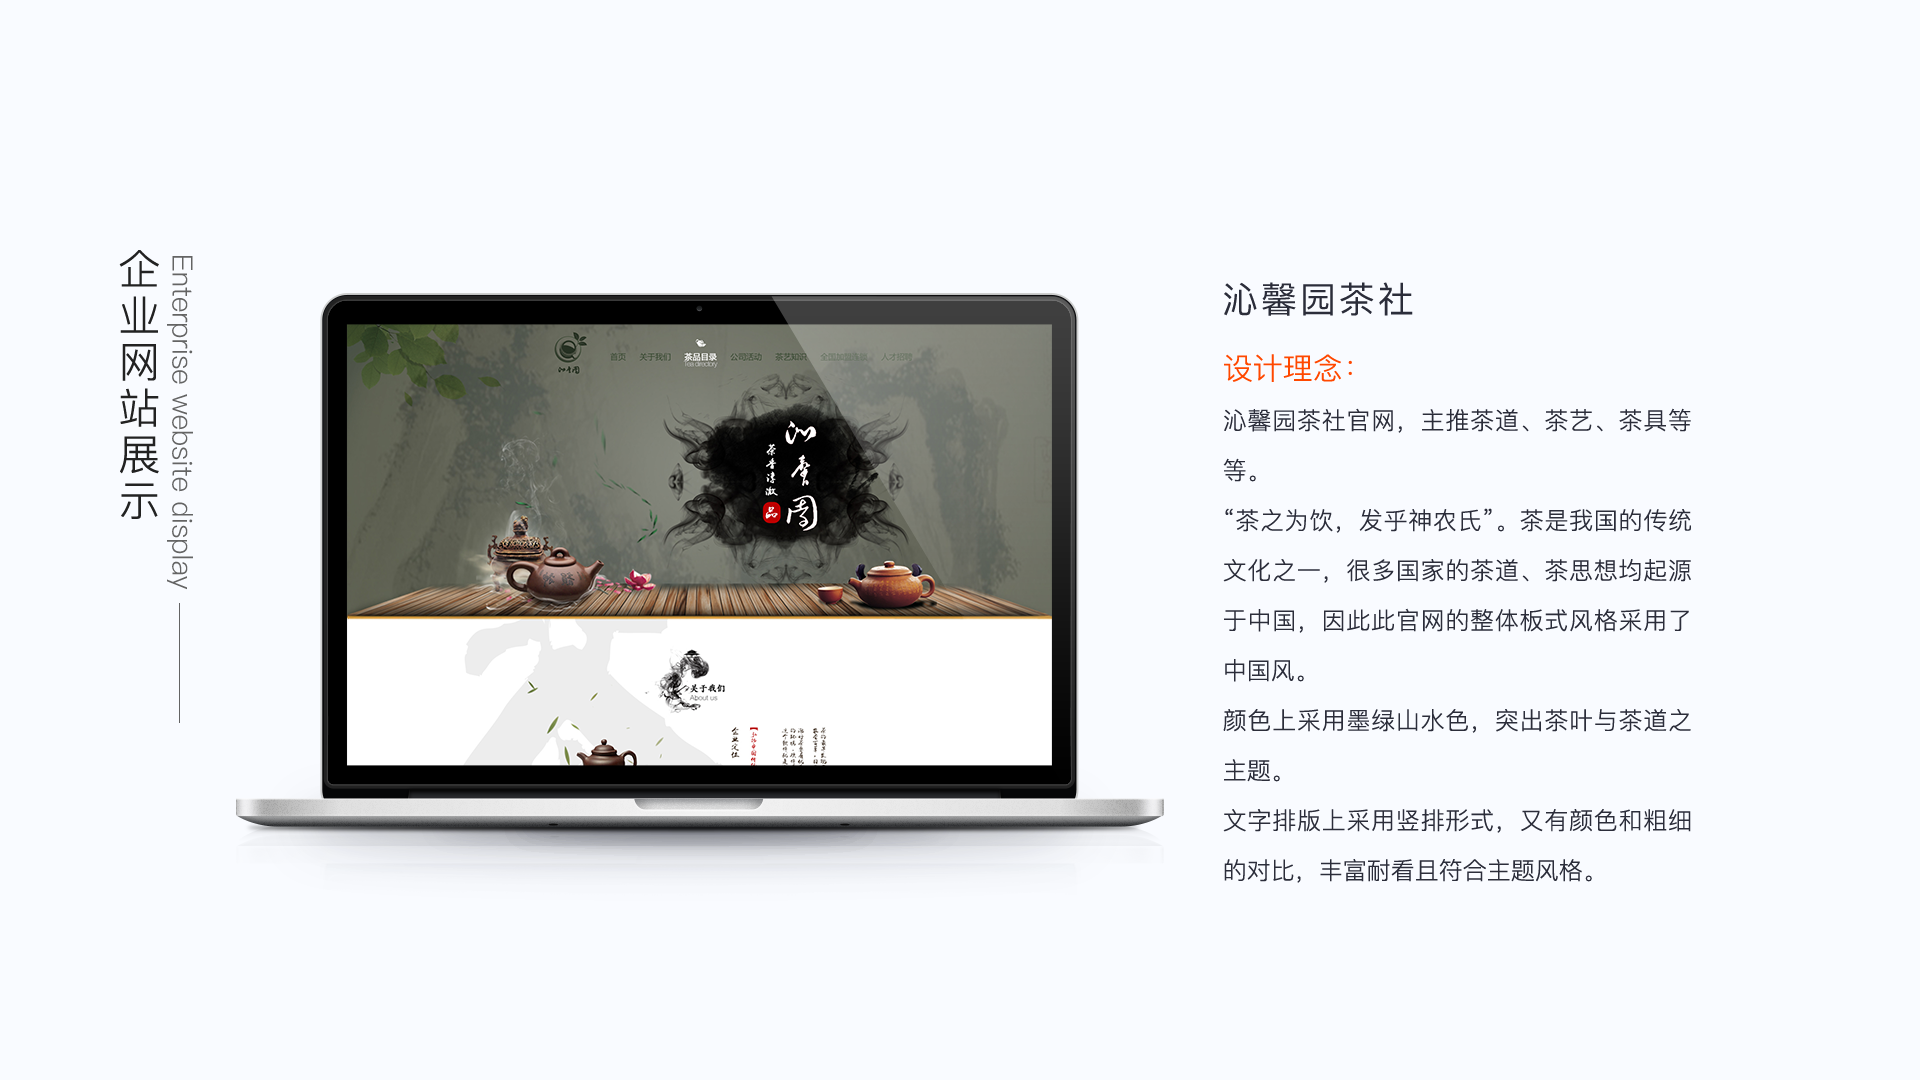 企业网站展示
Enterprise website display
首页 关于我们 茶品目录 公司活动 茶艺知识 全国加盟连锁 人才招聘
Tea directory
沁馨园
茶香淳澈
品
关于我们
About us
企业定位
沁馨园茶社
设计理念：
沁馨园茶社官网，主推茶道、茶艺、茶具等
等。
“茶之为饮，发乎神农氏”。茶是我国的传统
文化之一，很多国家的茶道、茶思想均起源
于中国，因此此官网的整体板式风格采用了
中国风。
颜色上采用墨绿山水色，突出茶叶与茶道之
主题。
文字排版上采用竖排形式，又有颜色和粗细
的对比，丰富耐看且符合主题风格。